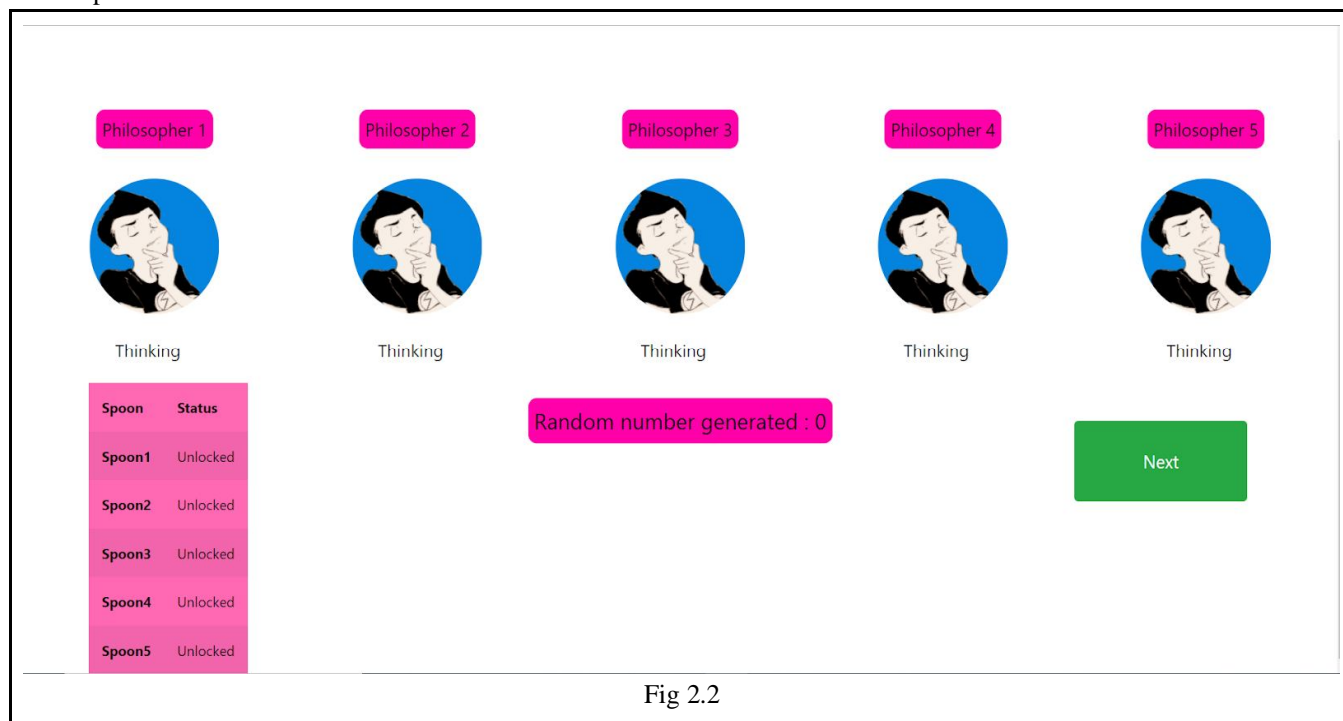 Philosopher 1 Philosopher 2 Philosopher 3 Philosopher 4 Philosopher 5
Thinking Thinking Thinking Thinking Thinking
Random number generated : 0
Spoon Status
Spoon1 Unlocked
Spoon2 Unlocked
Spoon3 Unlocked
Spoon4 Unlocked
Spoon5 Unlocked
Next
Fig 2.2